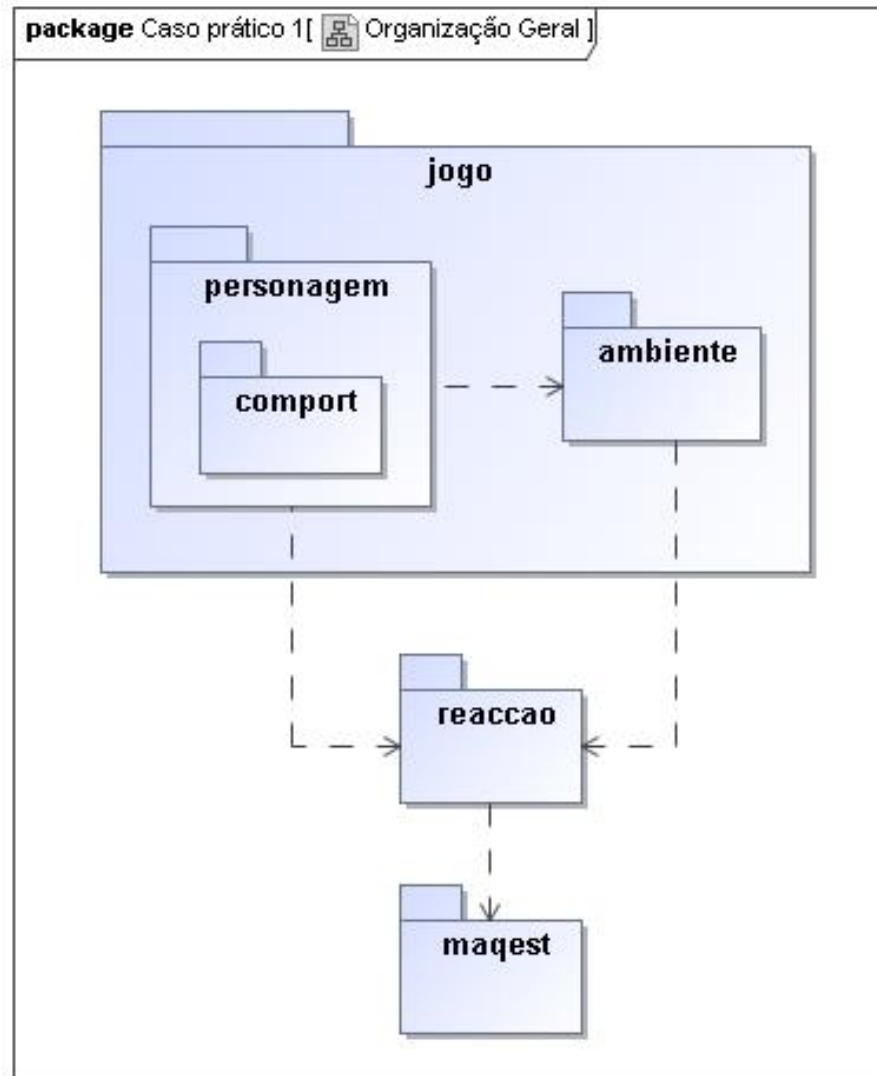 package Caso prático 1[ Organização Geral ]
jogo
personagem
ambiente
comport
reaccao
maqest